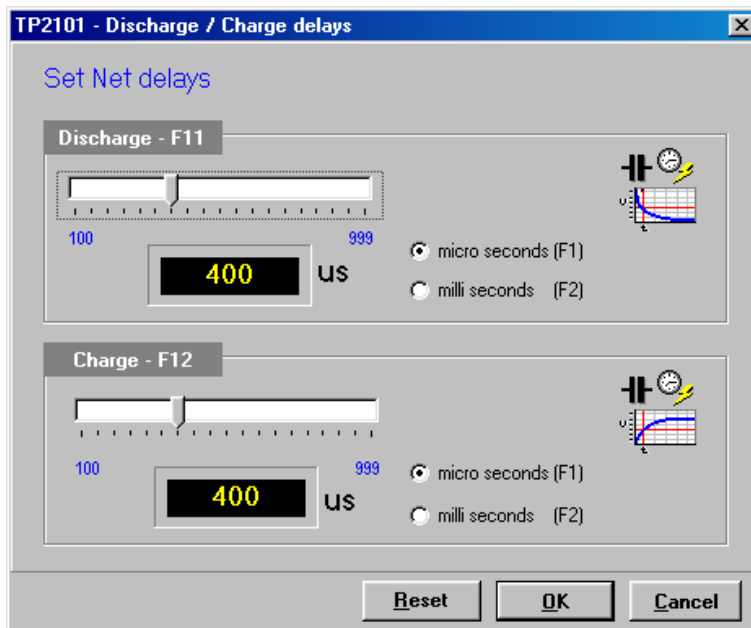 TP2101 - Discharge / Charge delays
Set Net delays
Discharge - F11
100 999
400 us
micro seconds (F1)
milli seconds (F2)
U
t
Charge - F12
100 999
400 us
micro seconds (F1)
milli seconds (F2)
U
t
Reset OK Cancel